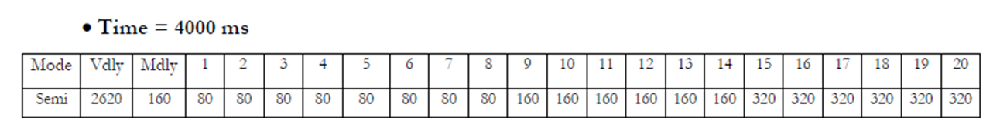 • Time = 4000 ms
Mode Vdly Mdly 1 2 3 4 5 6 7 8 9 10 11 12 13 14 15 16 17 18 19 20
Semi 2620 160 80 80 80 80 80 80 80 80 160 160 160 160 160 160 320 320 320 320 320 320